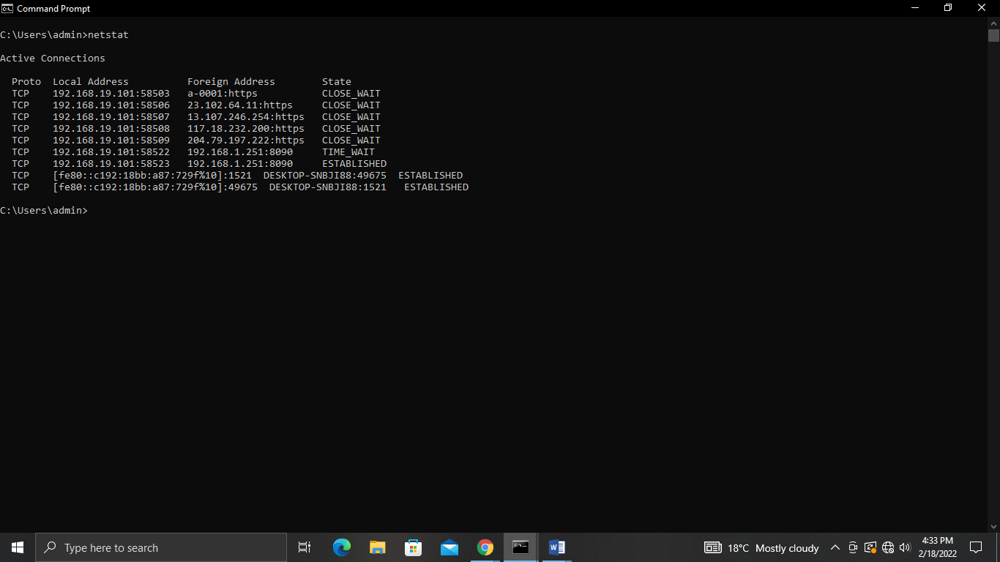 Command Prompt
C:\Users\admin>netstat
Active Connections
  Proto  Local Address          Foreign Address        State
  TCP    192.168.19.101:58503   a-0001:https           CLOSE_WAIT
  TCP    192.168.19.101:58506   23.102.64.11:https     CLOSE_WAIT
  TCP    192.168.19.101:58507   13.107.246.254:https   CLOSE_WAIT
  TCP    192.168.19.101:58508   117.18.232.200:https   CLOSE_WAIT
  TCP    192.168.19.101:58509   204.79.197.222:https   CLOSE_WAIT
  TCP    192.168.19.101:58522   192.168.1.251:8090     TIME_WAIT
  TCP    192.168.19.101:58523   192.168.1.251:8090     ESTABLISHED
  TCP    [fe80::c192:18bb:a87:729f%10]:1521  DESKTOP-SNBJI88:49675  ESTABLISHED
  TCP    [fe80::c192:18bb:a87:729f%10]:49675  DESKTOP-SNBJI88:1521   ESTABLISHED
C:\Users\admin>
Type here to search
18°C Mostly cloudy
4:33 PM
2/18/2022